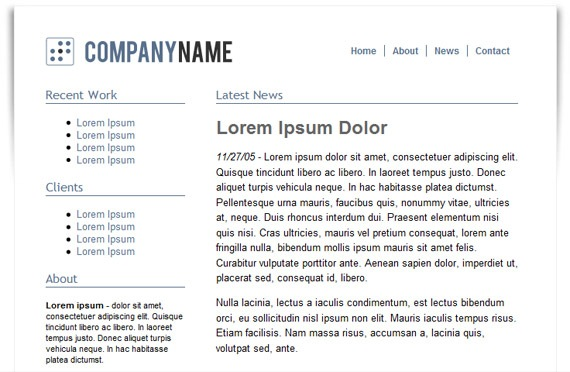 COMPANYNAME
Home | About | News | Contact
Recent Work
Lorem Ipsum
Lorem Ipsum
Lorem Ipsum
Lorem Ipsum
Clients
Lorem Ipsum
Lorem Ipsum
Lorem Ipsum
Lorem Ipsum
About
Lorem ipsum - dolor sit amet,
consectetuer adipiscing elit. Quisque
tincidunt libero ac libero. In laoreet
tempus justo. Donec aliquet turpis
vehicula neque. In hac habitasse
platea dictumst.
Latest News
Lorem Ipsum Dolor
11/27/05 - Lorem ipsum dolor sit amet, consectetuer adipiscing elit.
Quisque tincidunt libero ac libero. In laoreet tempus justo. Donec
aliquet turpis vehicula neque. In hac habitasse platea dictumst.
Pellentesque urna mauris, faucibus quis, nonummy vitae, ultricies
at, neque. Duis rhoncus interdum dui. Praesent elementum nisi
quis nisi. Cras ultricies, mauris vel pretium consequat, lorem ante
fringilla nulla, bibendum mollis ipsum mauris sit amet felis.
Curabitur vulputate porttitor ante. Aenean sapien dolor, imperdiet ut,
placerat sed, consequat id, libero.
Nulla lacinia, lectus a iaculis condimentum, est lectus bibendum
orci, eu sollicitudin nisl ipsum non elit. Mauris iaculis tempus risus.
Etiam facilisis. Nam massa risus, accumsan a, lacinia quis,
volutpat sed, ante.